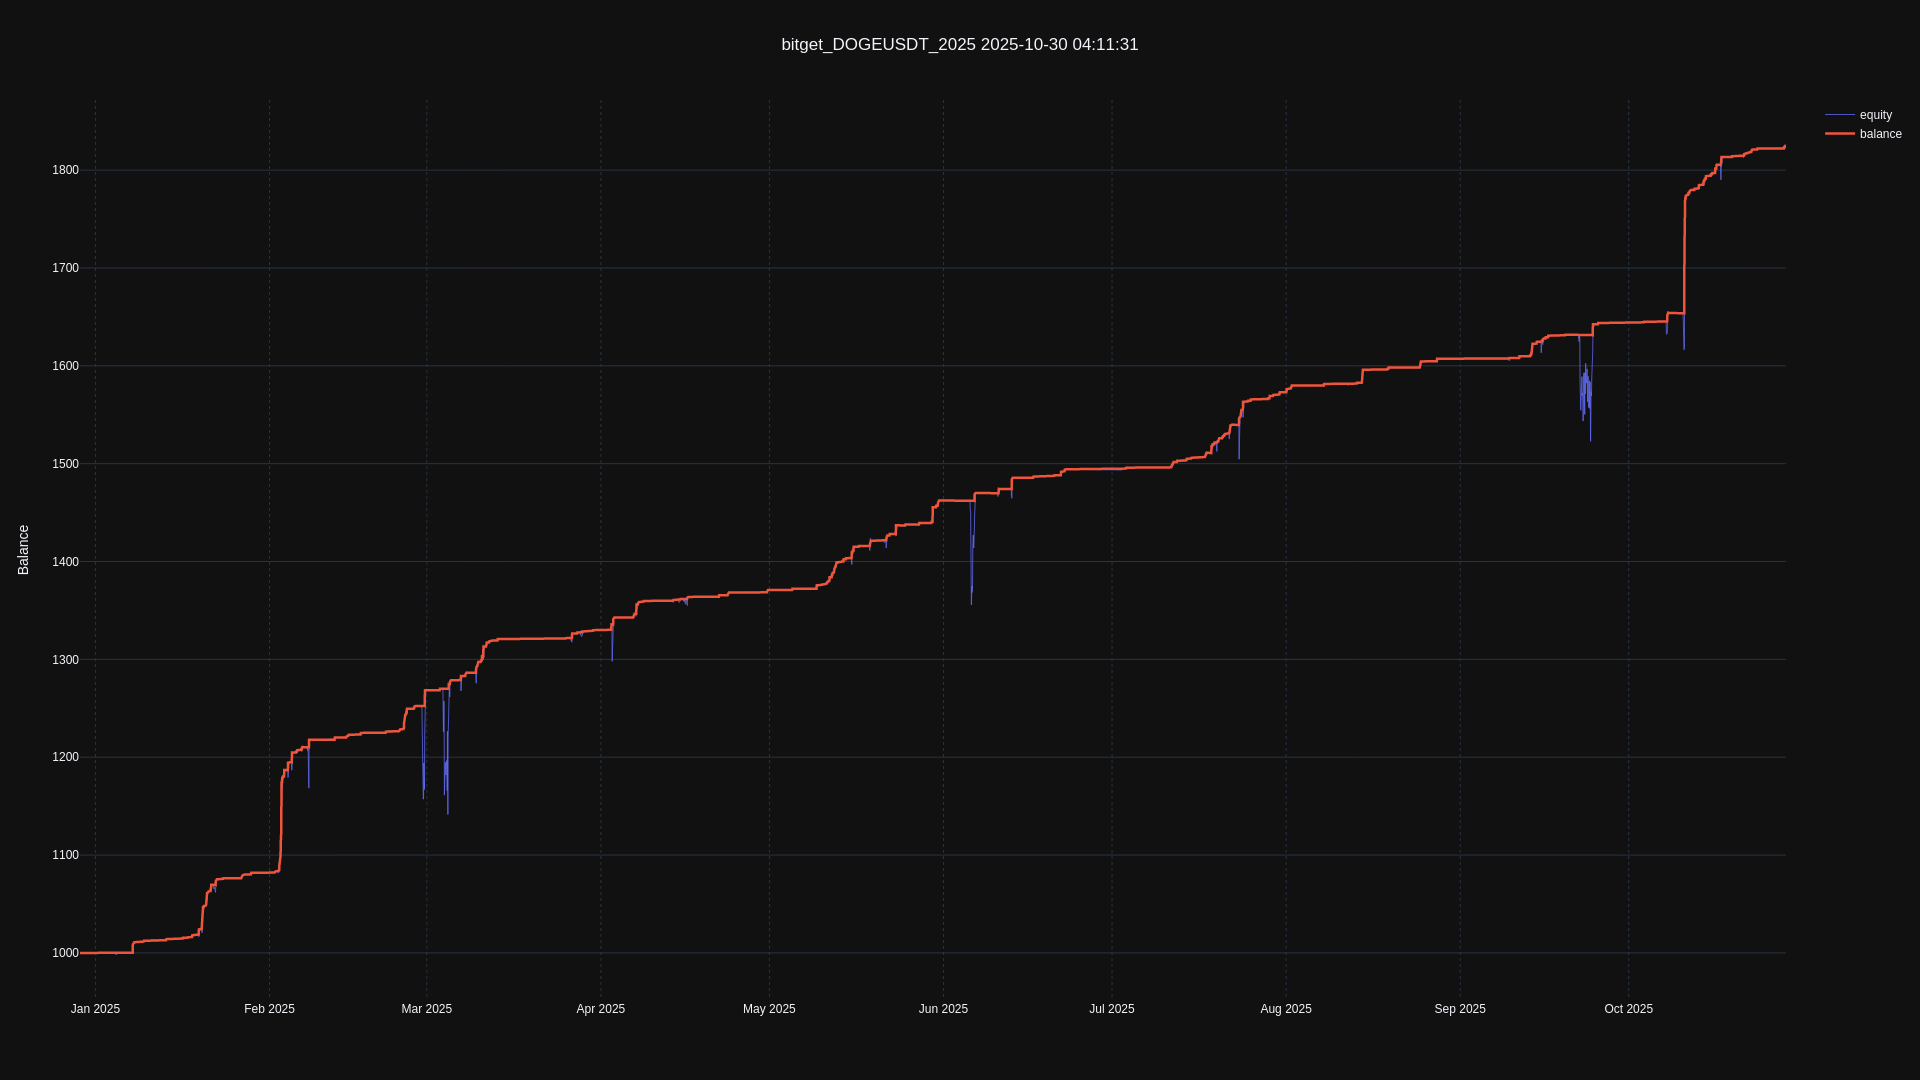 bitget_DOGEUSDT_2025 2025-10-30 04:11:31
equity
balance
1800
1700
1600
1500
1400
1300
1200
1100
1000
Balance
Jan 2025
Feb 2025
Mar 2025
Apr 2025
May 2025
Jun 2025
Jul 2025
Aug 2025
Sep 2025
Oct 2025